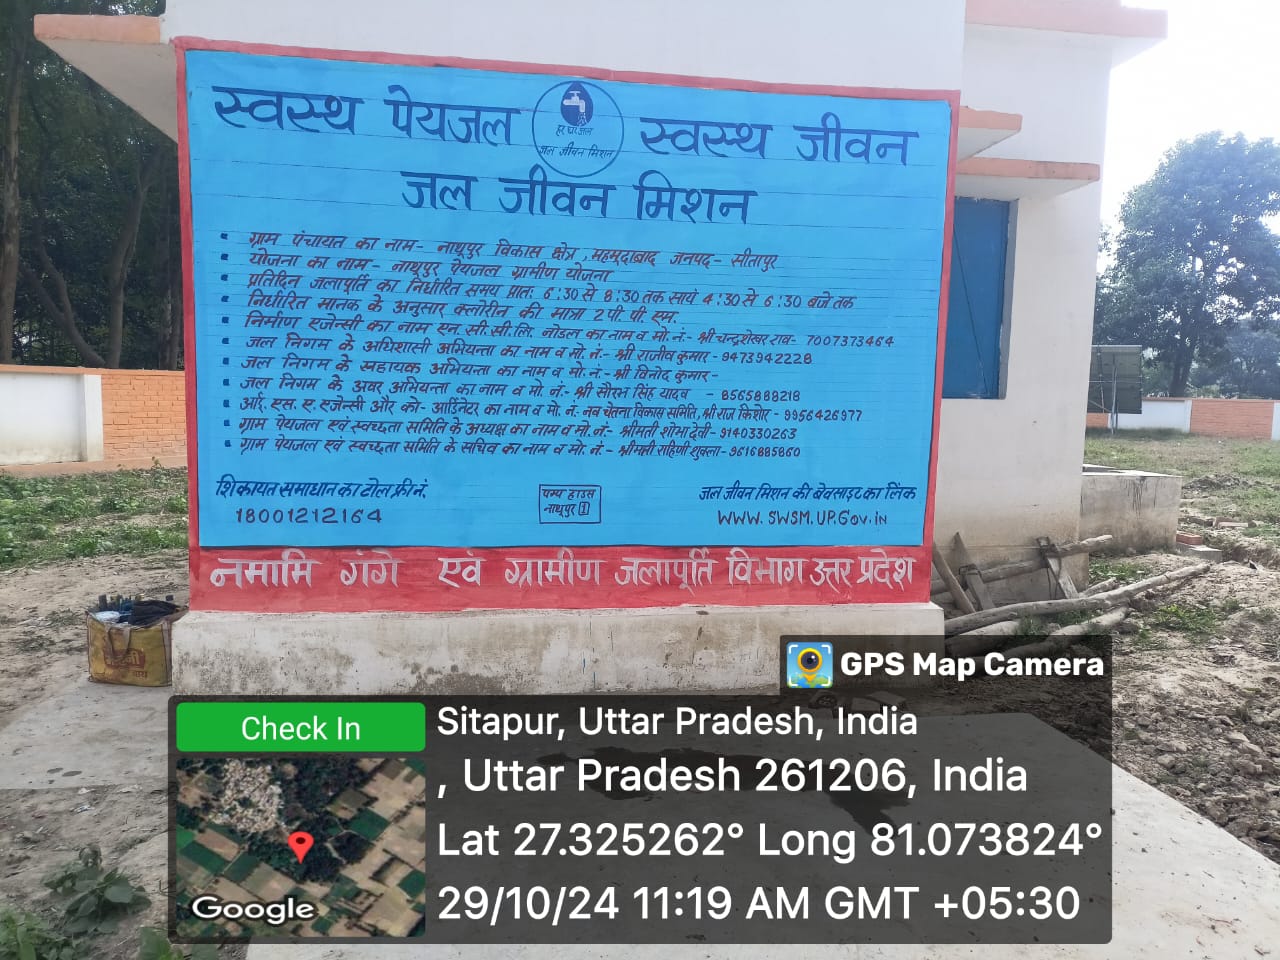 स्वस्थ पेयजल
हर घर जल
जल जीवन मिशन
स्वस्थ जीवन
जल जीवन मिशन
▪ ग्राम पंचायत का नाम- नाथूपुर विकास क्षेत्र, महमूदाबाद जनपद- सीतापुर
▪ योजना का नाम- नाथूपुर पेयजल ग्रामीण योजना
▪ प्रतिदिन जलापूर्ति का निर्धारित समय प्रात: 6:30 से 8:30 तक सायं 4:30 से 6:30 बजे तक
▪ निर्धारित मानक के अनुसार क्लोरीन की मात्रा 2 पी. पी. एम.
▪ निर्माण एजेन्सी का नाम एन. सी. सी. लि. नोडल का नाम व मो. नं- श्री चन्द्रशेखर राव- 7007373464
▪ जल निगम के अधिशासी अभियन्ता का नाम व मो. नं.- श्री राजीव कुमार - 9473942228
▪ जल निगम के सहायक अभियन्ता का नाम व मो. नं.- श्री विनोद कुमार-
▪ जल निगम के अवर अभियन्ता का नाम व मो. नं.- श्री सौरभ सिंह यादव - 8565888218
▪ आई. एस. ए. एजेन्सी और को- आर्डिनेटर का नाम व मो. नं.- नव चेतना विकास समिति, श्री राज किशोर - 9956426977
▪ ग्राम पेयजल एवं स्वच्छता समिति के अध्यक्ष का नाम व मो. नं.- श्रीमती शोभा देवी- 9140330263
▪ ग्राम पेयजल एवं स्वच्छता समिति के सचिव का नाम व मो. नं. - श्रीमती रोहिणी शुक्ला- 9616885860
शिकायत समाधान का टोल फ्री नं.
18001212164
पम्प हाउस
नाथूपुर 1
जल जीवन मिशन की बेवसाइट का लिंक
WWW.SWSM.UP.Gov.iN
नमामि गंगे एवं ग्रामीण जलापूर्ति विभाग उत्तर प्रदेश
GPS Map Camera
Check In
Sitapur, Uttar Pradesh, India
, Uttar Pradesh 261206, India
Lat 27.325262° Long 81.073824°
29/10/24 11:19 AM GMT +05:30
Google